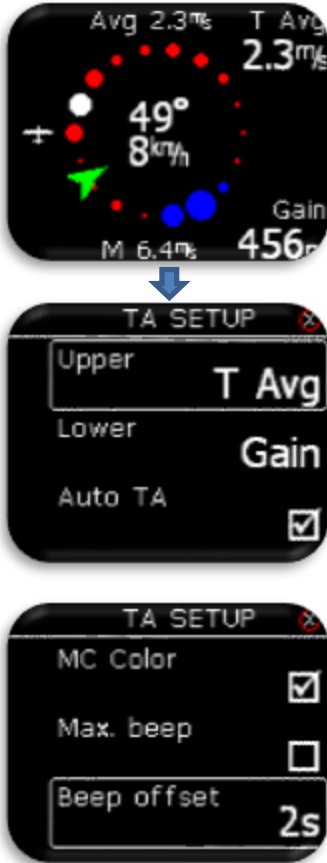 Avg 2.3m/s T Avg
2.3m/s
49°
8km/h
Gain
M 6.4m/s 456m
TA SETUP
Upper
T Avg
Lower
Gain
Auto TA
TA SETUP
MC Color
Max. beep
Beep offset
2s